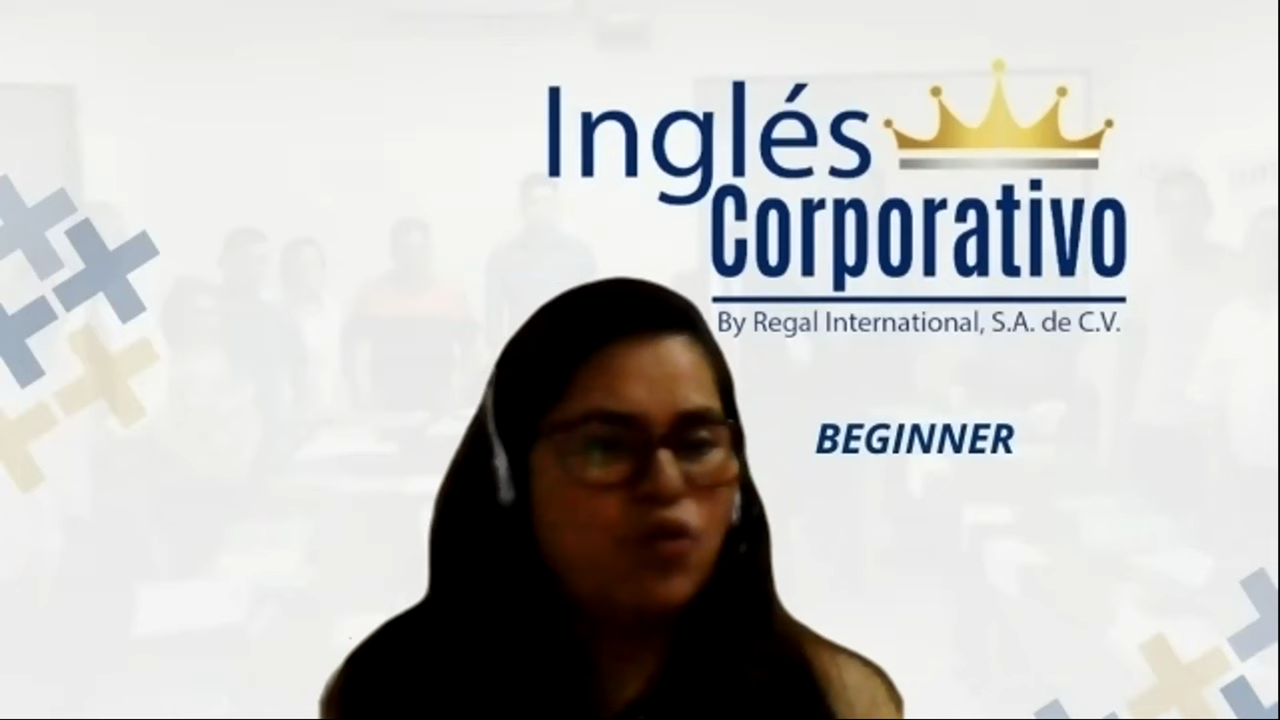 Inglés
Corporativo
By Regal International, S.A. de C.V.
BEGINNER